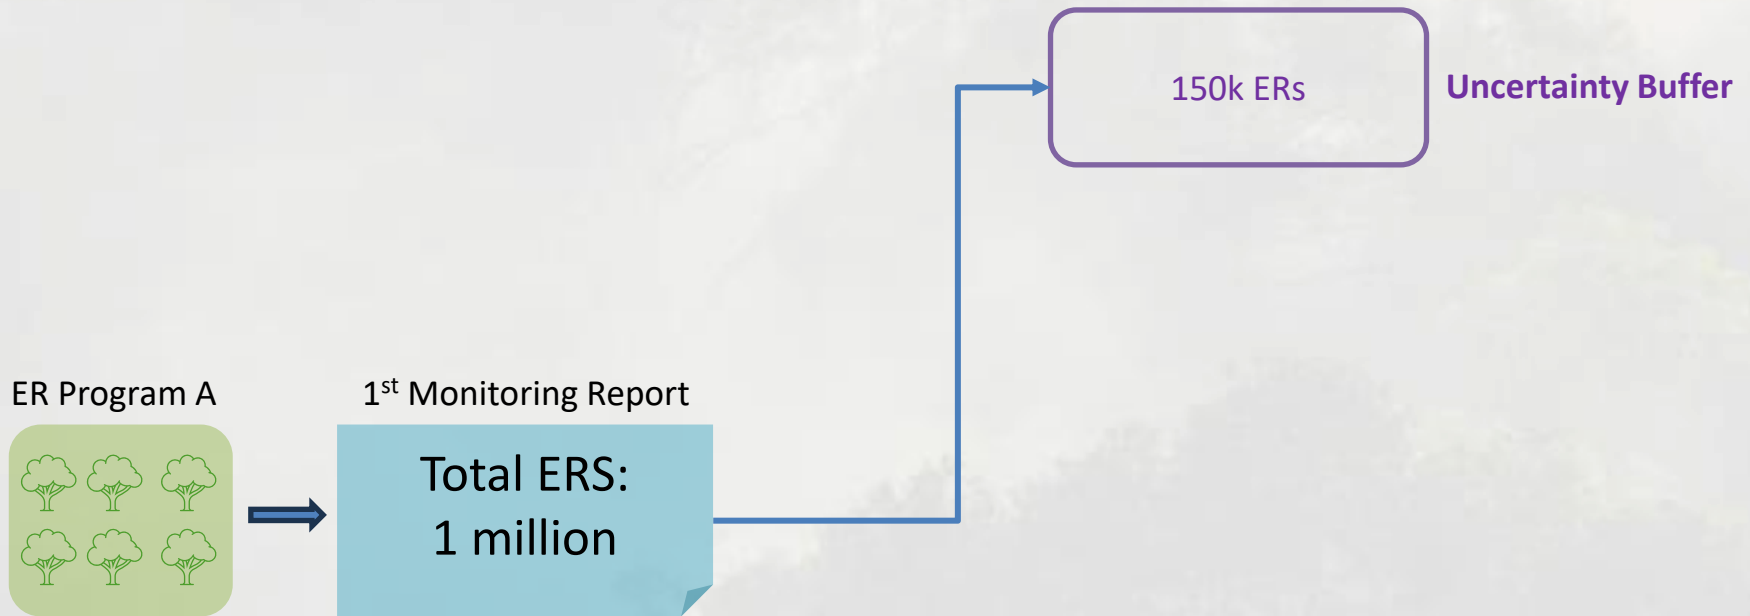 150k ERs
Uncertainty Buffer
ER Program A
1st Monitoring Report
Total ERS:
1 million